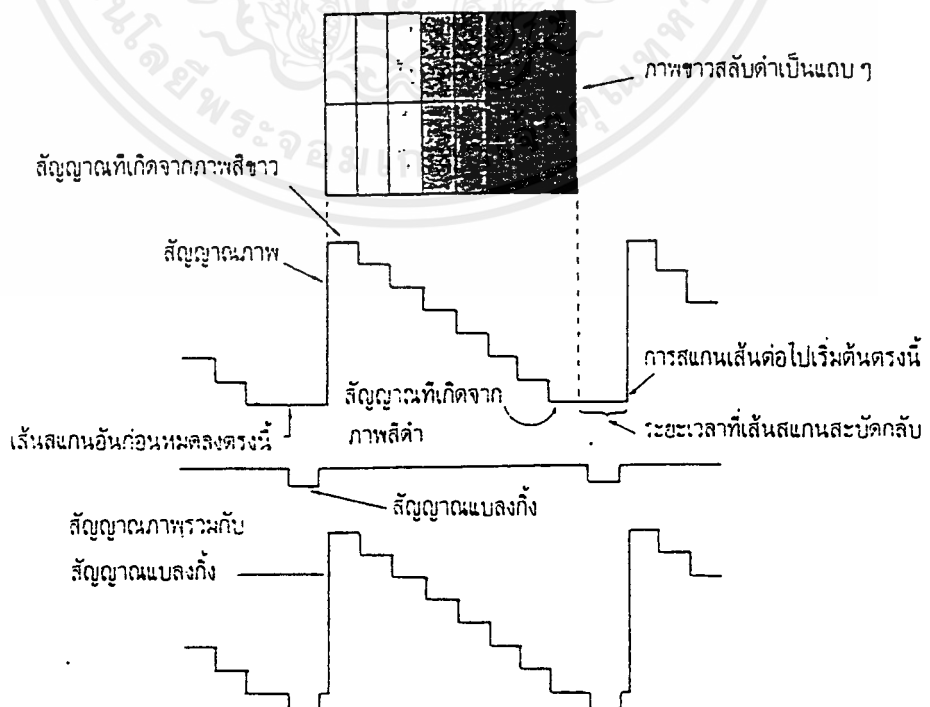 ภาพขาวสลับดำเป็นแถบ ๆ
สัญญาณที่เกิดจากภาพสีขาว
สัญญาณภาพ
การสแกนเส้นต่อไปเริ่มต้นตรงนี้
สัญญาณที่เกิดจาก
ภาพสีดำ
เส้นสแกนอันก่อนหมดลงตรงนี้
ระยะเวลาที่เส้นสแกนสะบัดกลับ
สัญญาณแบลงกิ้ง
สัญญาณภาพรวมกับ
สัญญาณแบลงกิ้ง